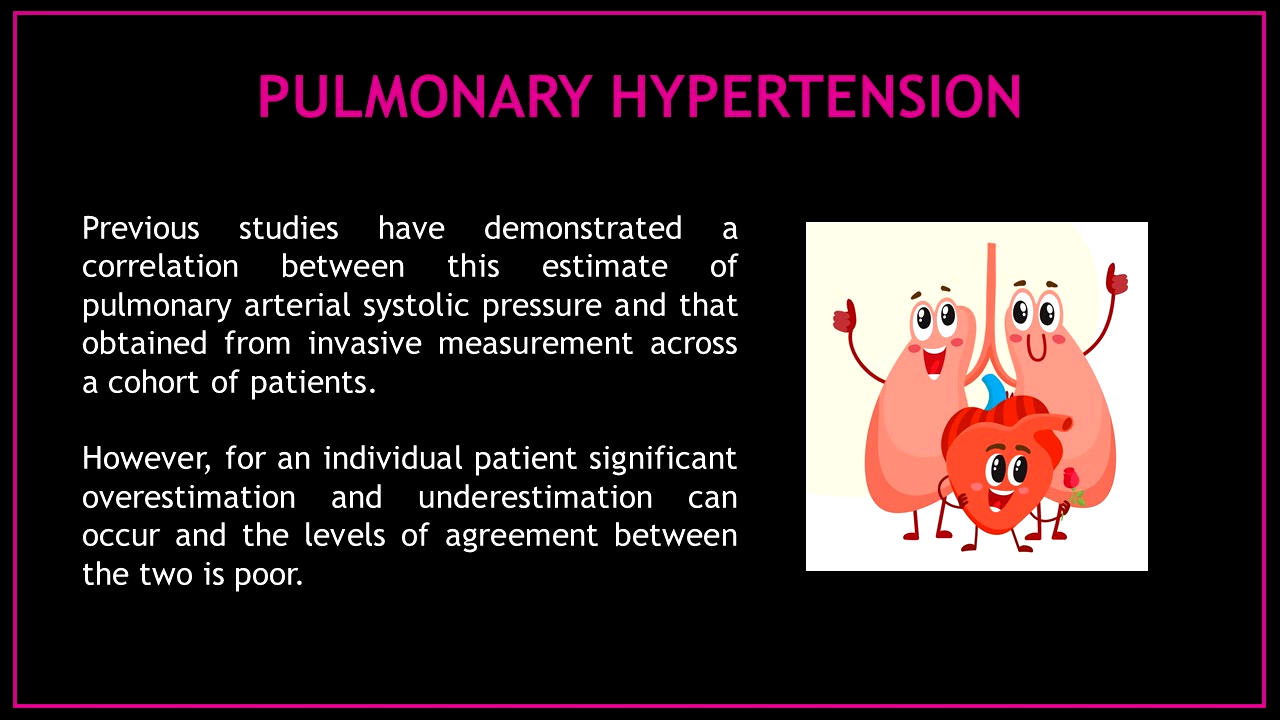 PULMONARY HYPERTENSION
Previous studies have demonstrated a
correlation between this estimate of
pulmonary arterial systolic pressure and that
obtained from invasive measurement across
a cohort of patients.
However, for an individual patient significant
overestimation and underestimation can
occur and the levels of agreement between
the two is poor.